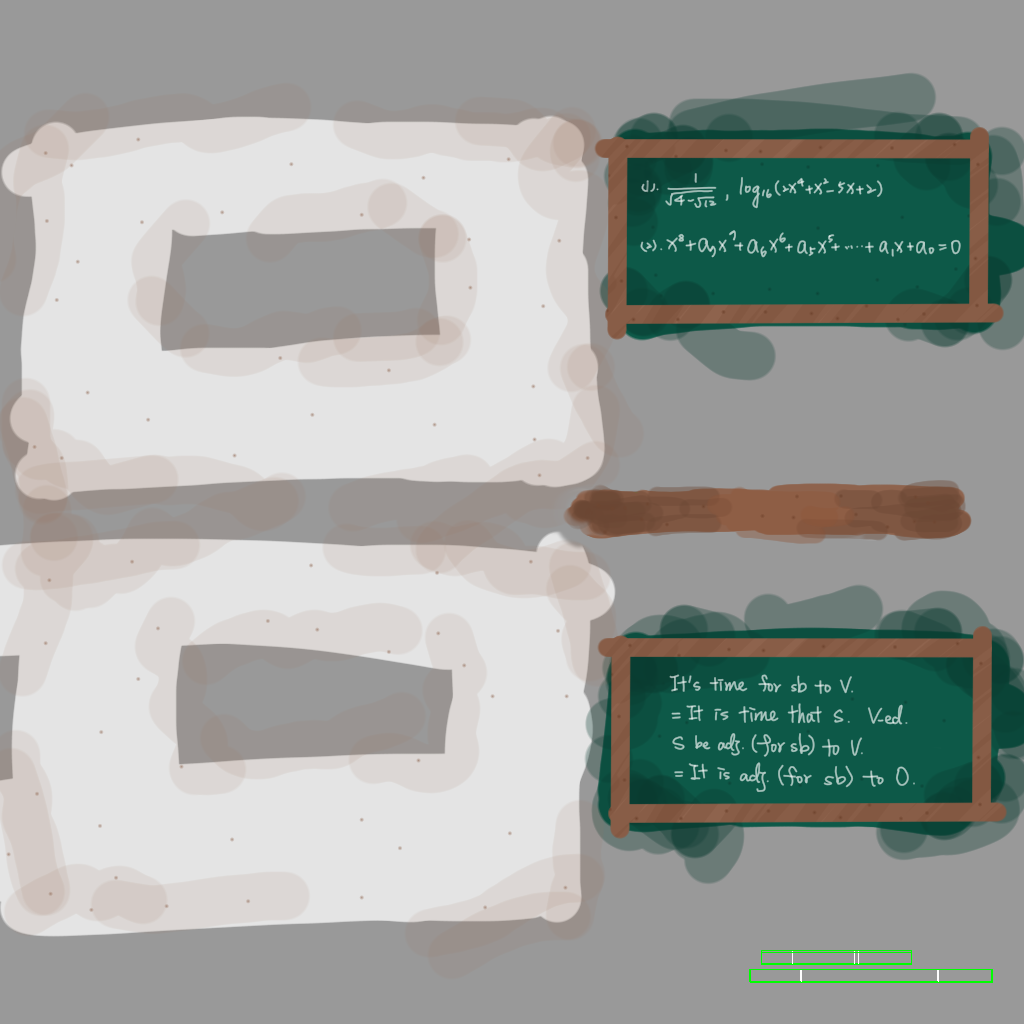 (1). 1/√(4-√12), log₁₆(2x⁴+x²-5x+2)
(2). x⁸+a₇x⁷+a₆x⁶+a₅x⁵+……+a₁x+a₀=0
It's time for sb to V.
=It is time that S. V-ed.
S be adj. (for sb) to V.
=It is adj. (for sb) to O.